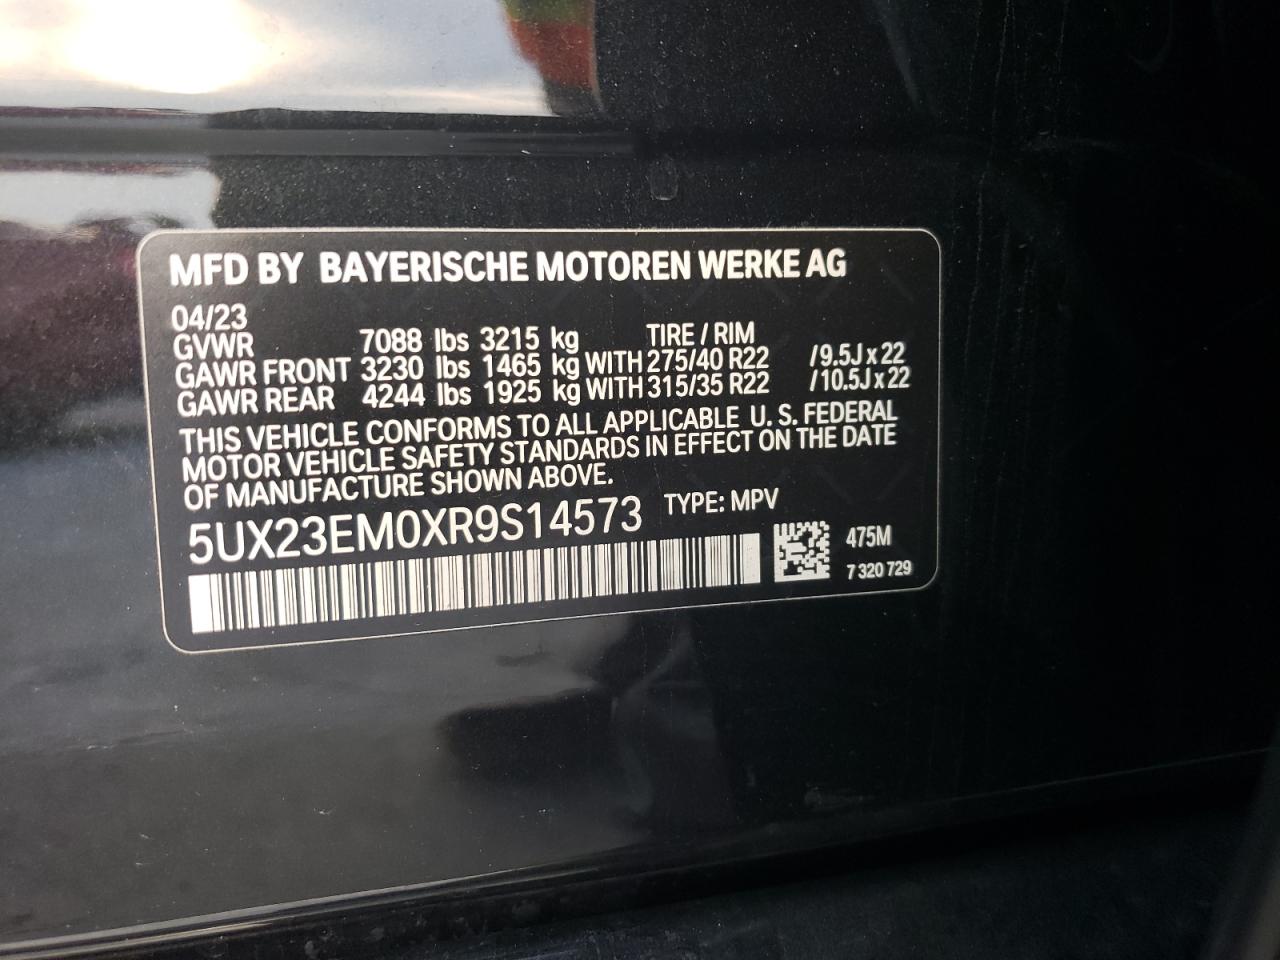 MFD BY BAYERISCHE MOTOREN WERKE AG
04/23
GVWR 7088 lbs 3215 kg TIRE / RIM
GAWR FRONT 3230 lbs 1465 kg WITH 275/40 R22 /9.5J x 22
GAWR REAR 4244 lbs 1925 kg WITH 315/35 R22 /10.5J x 22
THIS VEHICLE CONFORMS TO ALL APPLICABLE U. S. FEDERAL
MOTOR VEHICLE SAFETY STANDARDS IN EFFECT ON THE DATE
OF MANUFACTURE SHOWN ABOVE.
5UX23EM0XR9S14573 TYPE: MPV
475M
7 320 729